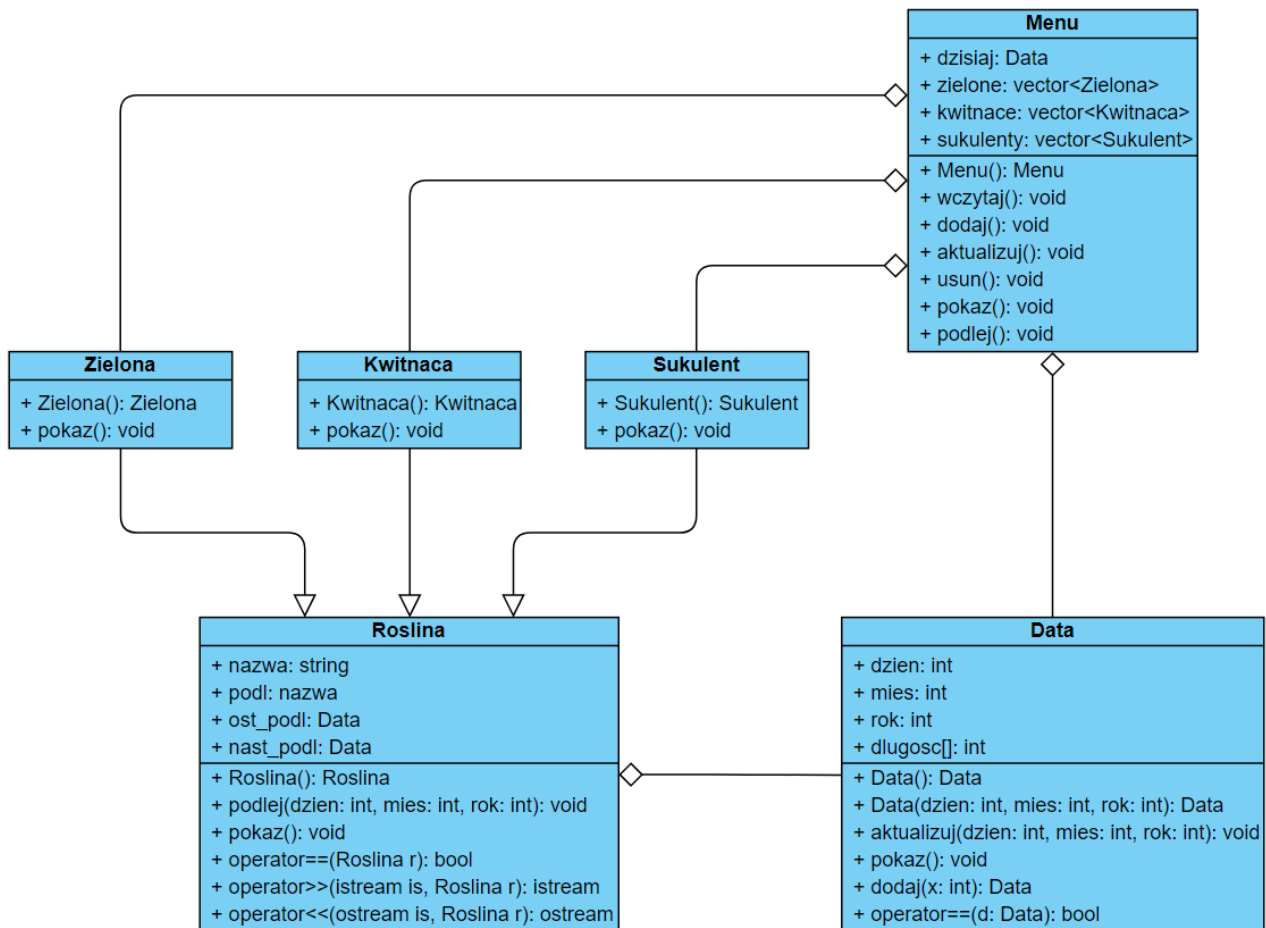 Menu
+ dzisiaj: Data
+ zielone: vector<Zielona>
+ kwitnace: vector<Kwitnaca>
+ sukulenty: vector<Sukulent>
+ Menu(): Menu
+ wczytaj(): void
+ dodaj(): void
+ aktualizuj(): void
+ usun(): void
+ pokaz(): void
+ podlej(): void
Zielona
+ Zielona(): Zielona
+ pokaz(): void
Kwitnaca
+ Kwitnaca(): Kwitnaca
+ pokaz(): void
Sukulent
+ Sukulent(): Sukulent
+ pokaz(): void
Roslina
+ nazwa: string
+ podl: nazwa
+ ost_podl: Data
+ nast_podl: Data
+ Roslina(): Roslina
+ podlej(dzien: int, mies: int, rok: int): void
+ pokaz(): void
+ operator==(Roslina r): bool
+ operator>>(istream is, Roslina r): istream
+ operator<<(ostream is, Roslina r): ostream
Data
+ dzien: int
+ mies: int
+ rok: int
+ dlugosc[]: int
+ Data(): Data
+ Data(dzien: int, mies: int, rok: int): Data
+ aktualizuj(dzien: int, mies: int, rok: int): void
+ pokaz(): void
+ dodaj(x: int): Data
+ operator==(d: Data): bool